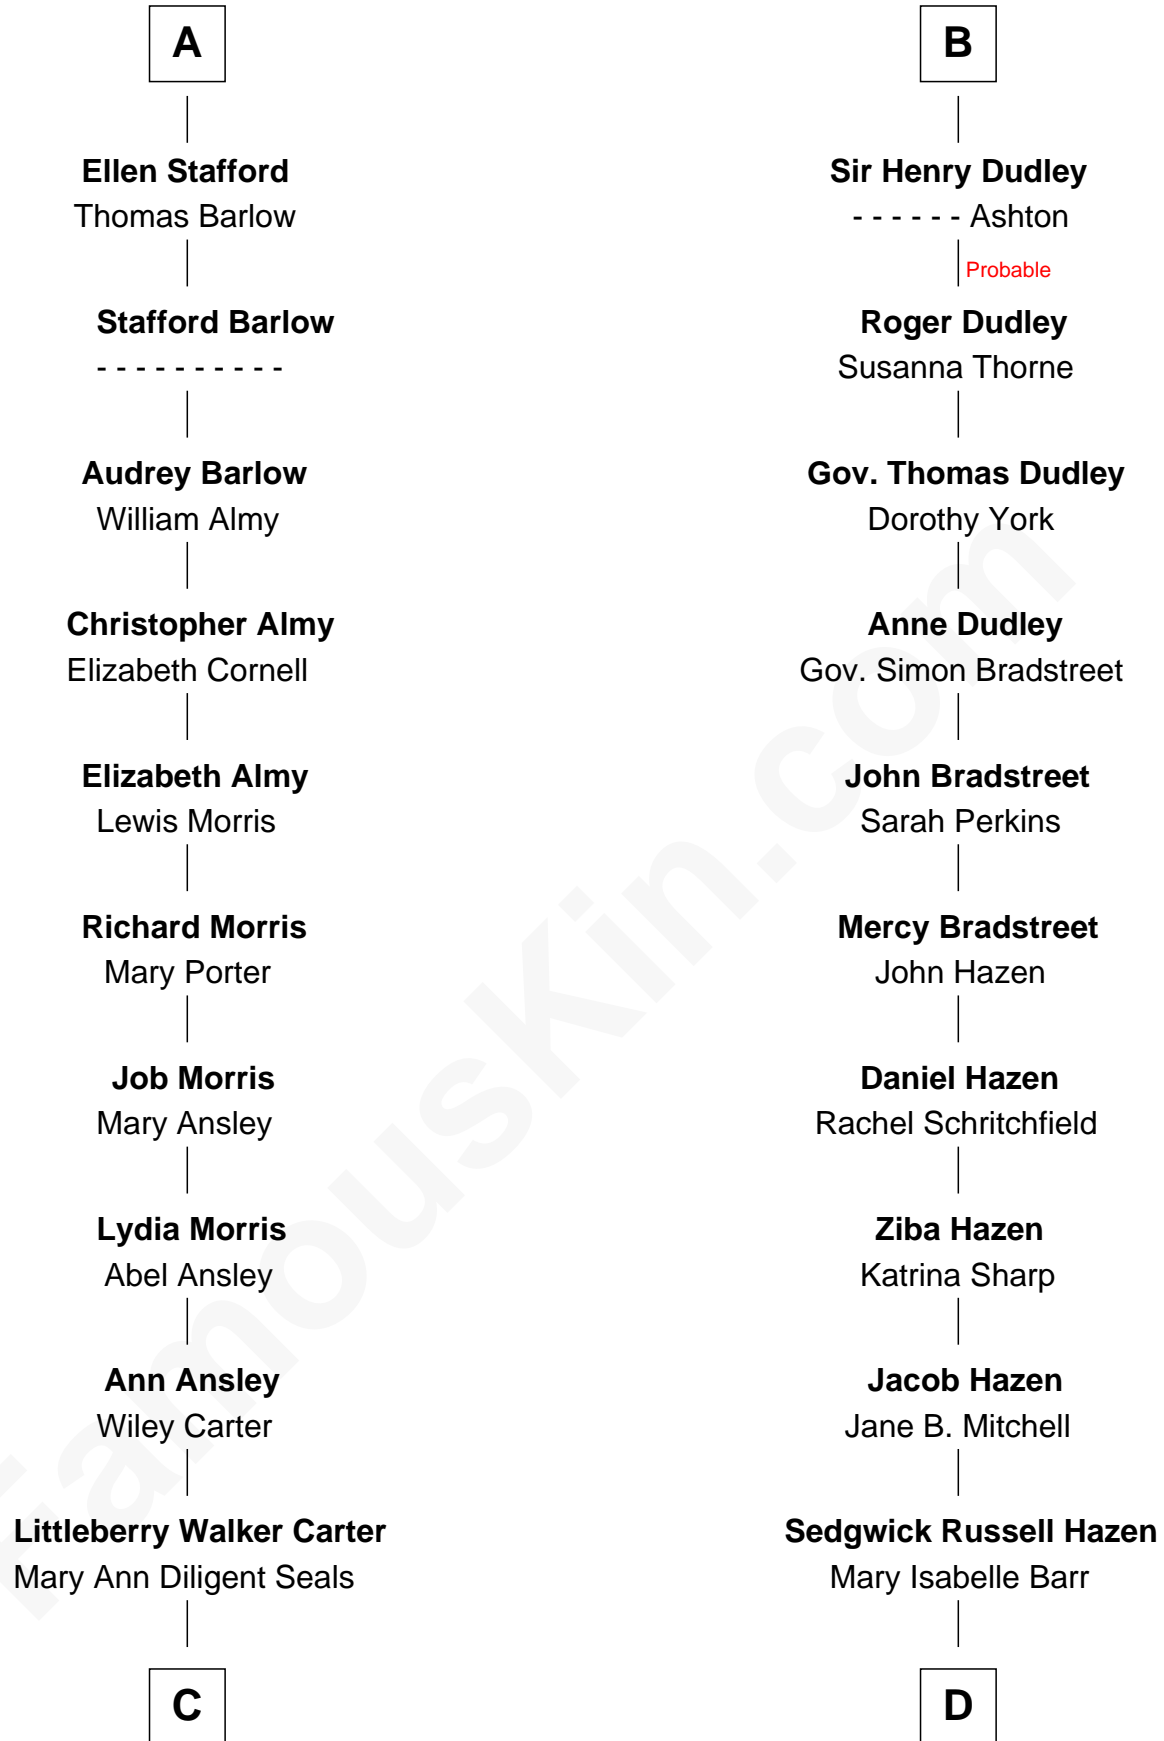 A
Ellen Stafford
Thomas Barlow
Stafford Barlow
- - - - - - - - - -
Audrey Barlow
William Almy
Christopher Almy
Elizabeth Cornell
Elizabeth Almy
Lewis Morris
Richard Morris
Mary Porter
Job Morris
Mary Ansley
Lydia Morris
Abel Ansley
Ann Ansley
Wiley Carter
Littleberry Walker Carter
Mary Ann Diligent Seals
C
B
Sir Henry Dudley
- - - - - - Ashton
Probable
Roger Dudley
Susanna Thorne
Gov. Thomas Dudley
Dorothy York
Anne Dudley
Gov. Simon Bradstreet
John Bradstreet
Sarah Perkins
Mercy Bradstreet
John Hazen
Daniel Hazen
Rachel Schritchfield
Ziba Hazen
Katrina Sharp
Jacob Hazen
Jane B. Mitchell
Sedgwick Russell Hazen
Mary Isabelle Barr
D
FamousKin.com